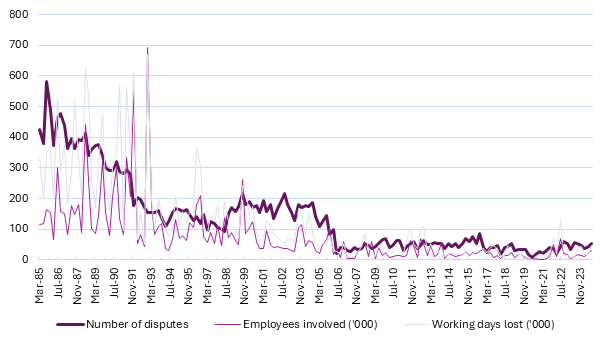 800
700
600
500
400
300
200
100
0
Mar-85
Jul-86
Nov-87
Mar-89
Jul-90
Nov-91
Mar-93
Jul-94
Nov-95
Mar-97
Jul-98
Nov-99
Mar-01
Jul-02
Nov-03
Mar-05
Jul-06
Nov-07
Mar-09
Jul-10
Nov-11
Mar-13
Jul-14
Nov-15
Mar-17
Jul-18
Nov-19
Mar-21
Jul-22
Nov-23
Number of disputes Employees involved ('000) Working days lost ('000)